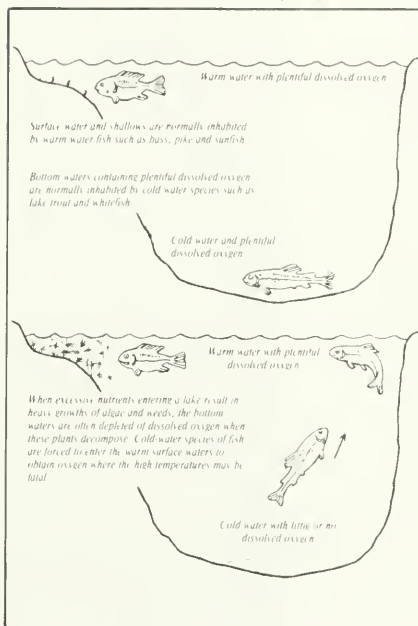 Warm water with plentiful dissolved oxygen
Surface water and shallows are normally inhabited
by warm water fish such as bass, pike and sunfish
Bottom waters containing plentiful dissolved oxygen
are normally inhabited by cold water species such as
lake trout and whitefish
Cold water and plentiful
dissolved oxygen
Warm water with plentiful
dissolved oxygen
When excessive nutrients entering a lake result in
heavy growths of algae and weeds, the bottom
waters are often depleted of dissolved oxygen when
these plants decompose. Cold-water species of fish
are forced to enter the warm surface waters to
obtain oxygen where the high temperatures may be
fatal
Cold water with little or no
dissolved oxygen